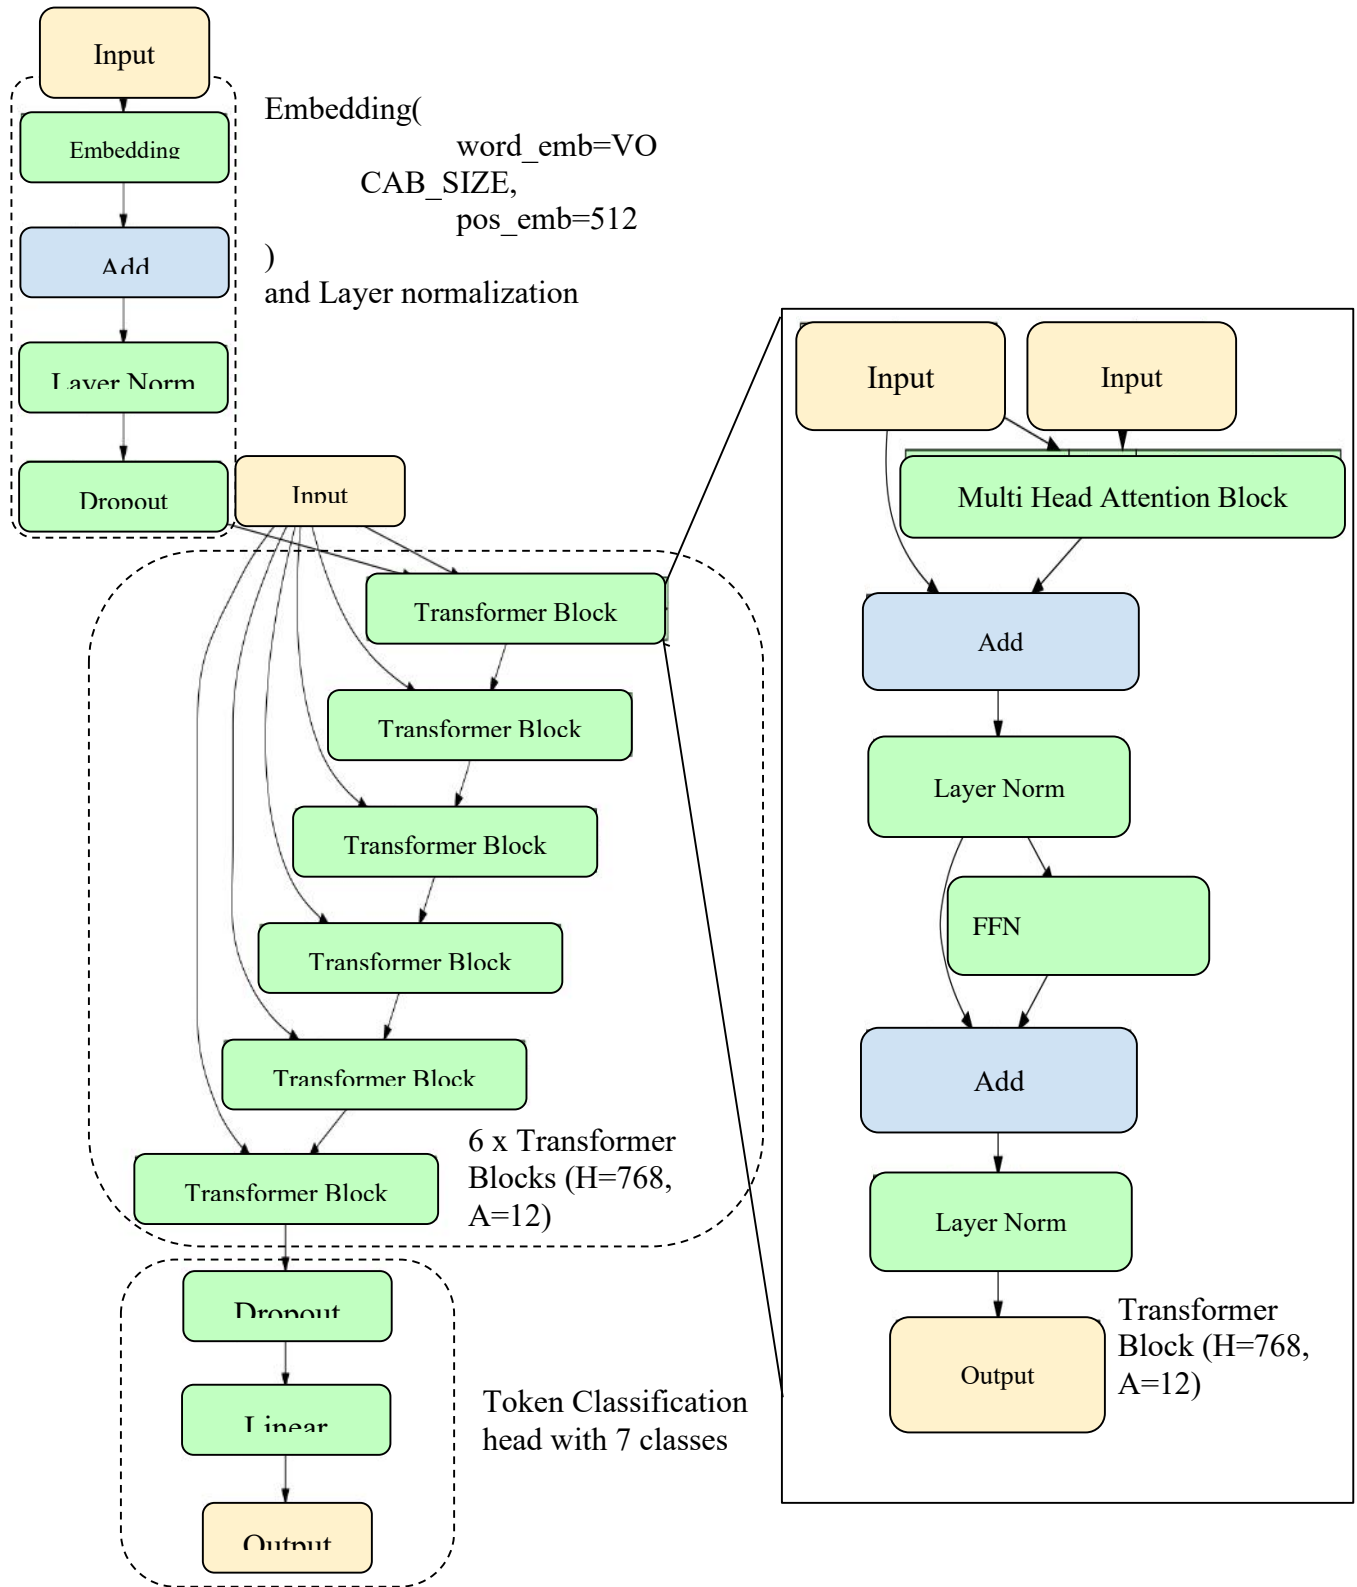 Input
Embedding
Add
Layer Norm
Dropout
Embedding(
word_emb=VO
CAB_SIZE,
pos_emb=512
)
and Layer normalization
Input
Transformer Block
Transformer Block
Transformer Block
Transformer Block
Transformer Block
Transformer Block
6 x Transformer
Blocks (H=768,
A=12)
Dropout
Linear
Output
Token Classification
head with 7 classes
Input
Input
Multi Head Attention Block
Add
Layer Norm
FFN
Add
Layer Norm
Output
Transformer
Block (H=768,
A=12)